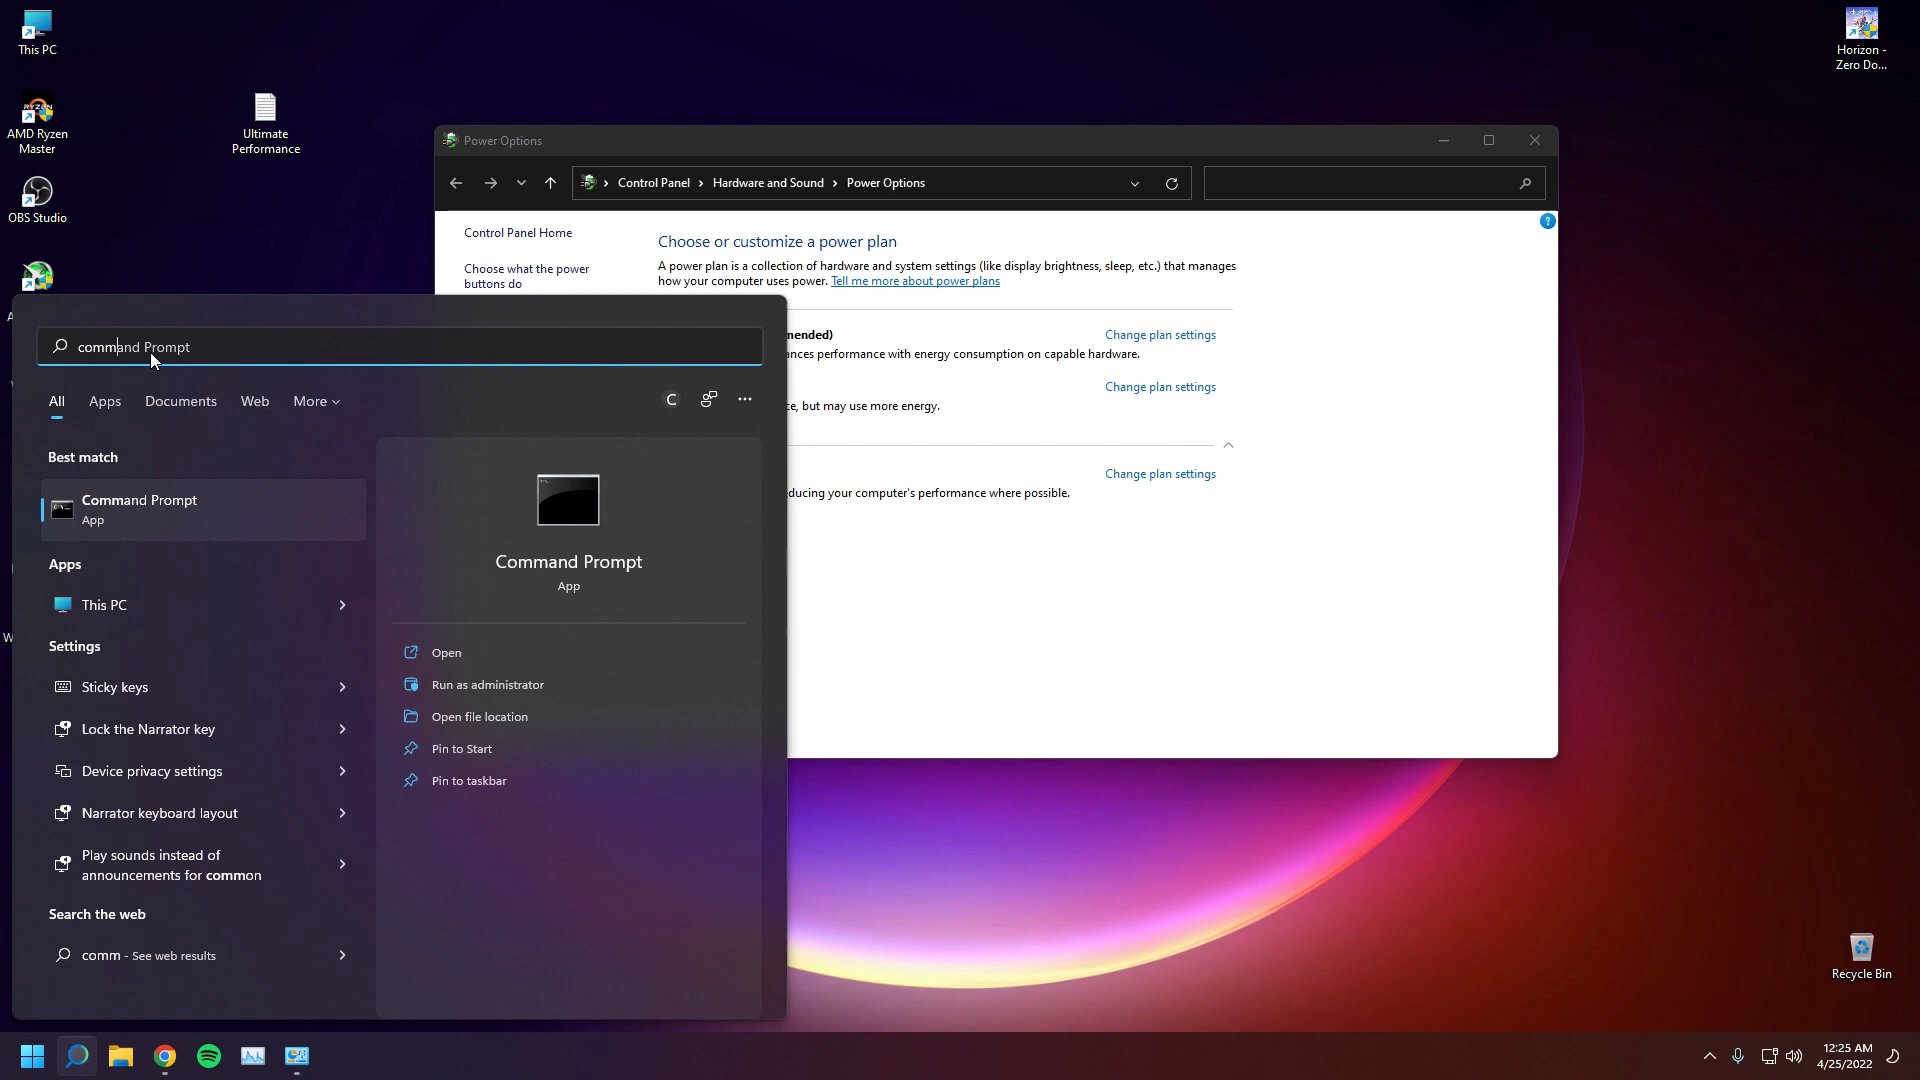 This PC
AMD Ryzen
Master
OBS Studio
Ultimate
Performance
Horizon -
Zero Do...
Power Options
Control Panel
Hardware and Sound
Power Options
Control Panel Home
Choose what the power
buttons do
Choose or customize a power plan
A power plan is a collection of hardware and system settings (like display brightness, sleep, etc.) that manages
how your computer uses power. Tell me more about power plans
mended)
Change plan settings
ances performance with energy consumption on capable hardware.
Change plan settings
ce, but may use more energy.
Change plan settings
educing your computer's performance where possible.
command Prompt
All
Apps
Documents
Web
More
C
Best match
Command Prompt
App
Apps
This PC
Settings
Sticky keys
Lock the Narrator key
Device privacy settings
Narrator keyboard layout
Play sounds instead of
announcements for common
Search the web
comm - See web results
Command Prompt
App
Open
Run as administrator
Open file location
Pin to Start
Pin to taskbar
Recycle Bin
12:25 AM
4/25/2022